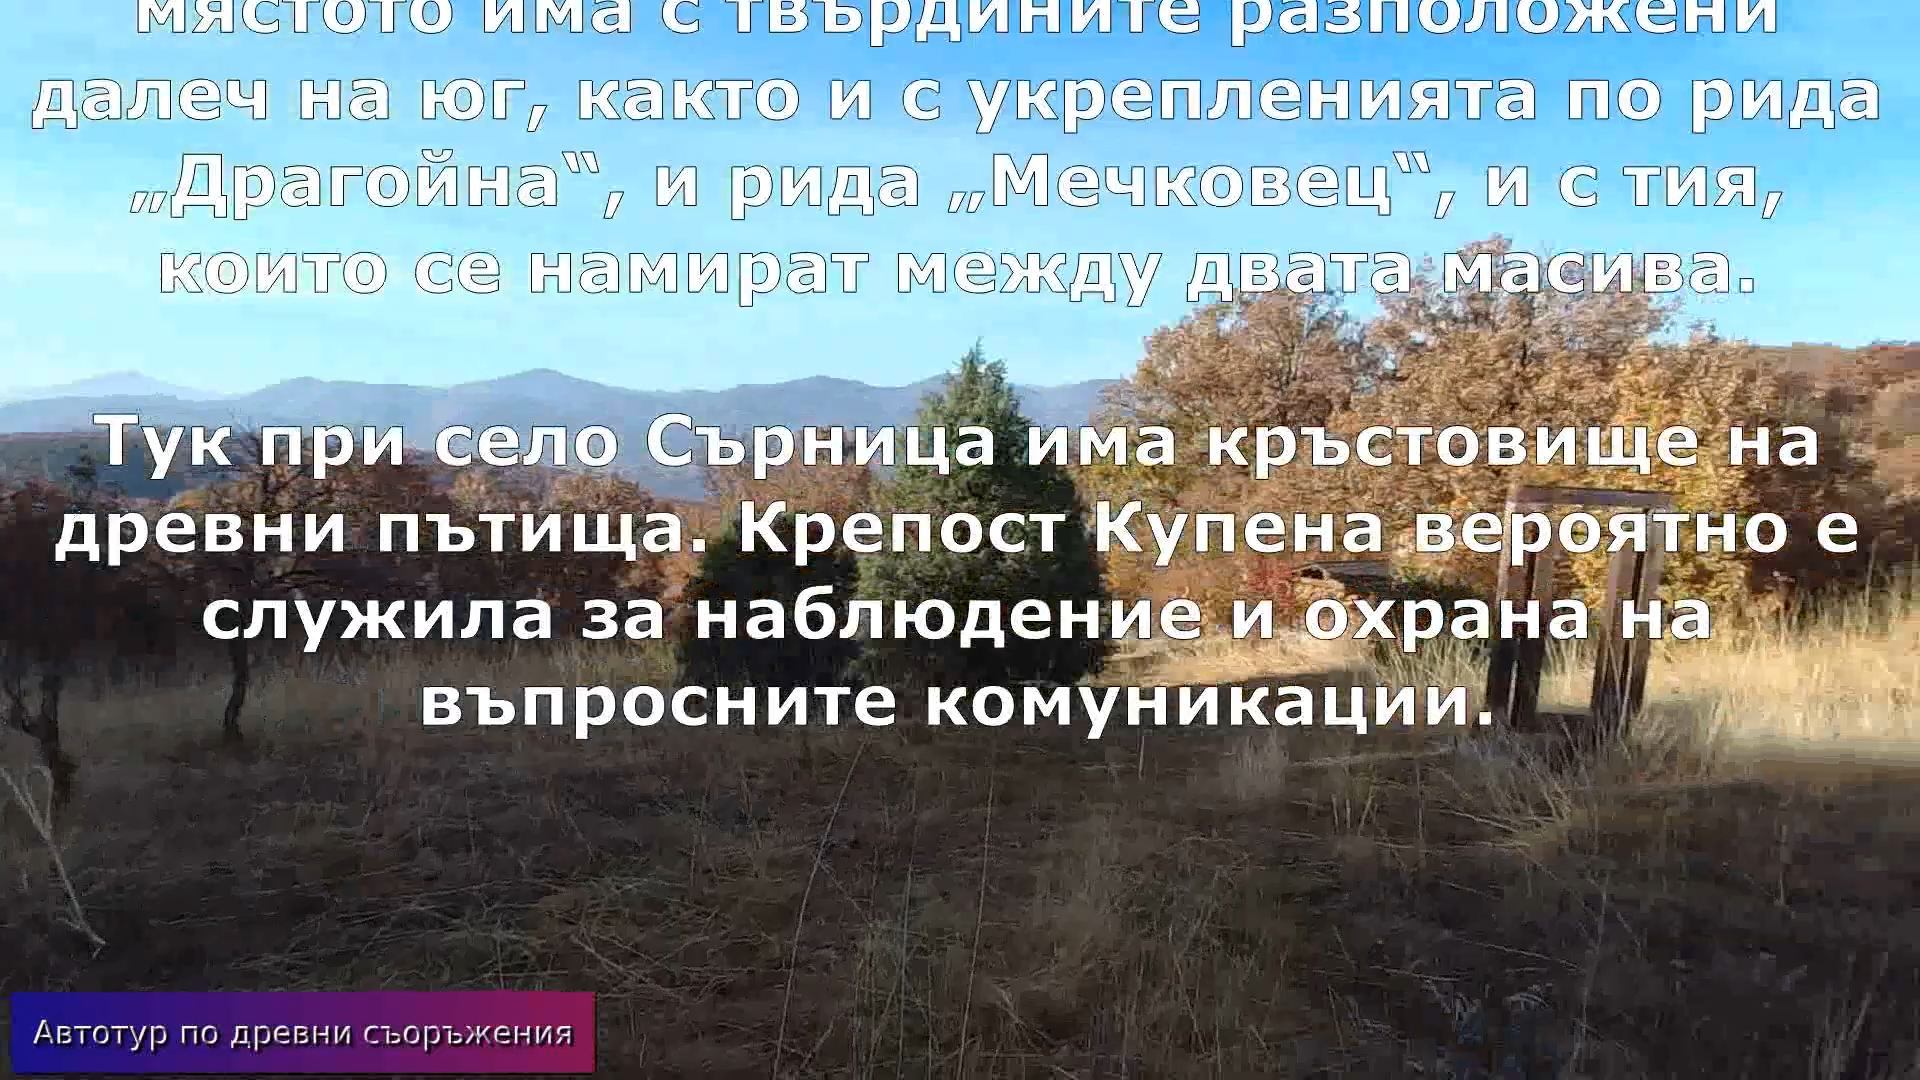 мястото има с твърдините разположени
далеч на юг, както и с укрепленията по рида
„Драгойна“, и рида „Мечковец“, и с тия,
които се намират между двата масива.
Тук при село Сърница има кръстовище на
древни пътища. Крепост Купена вероятно е
служила за наблюдение и охрана на
въпросните комуникации.
Автотур по древни съоръжения